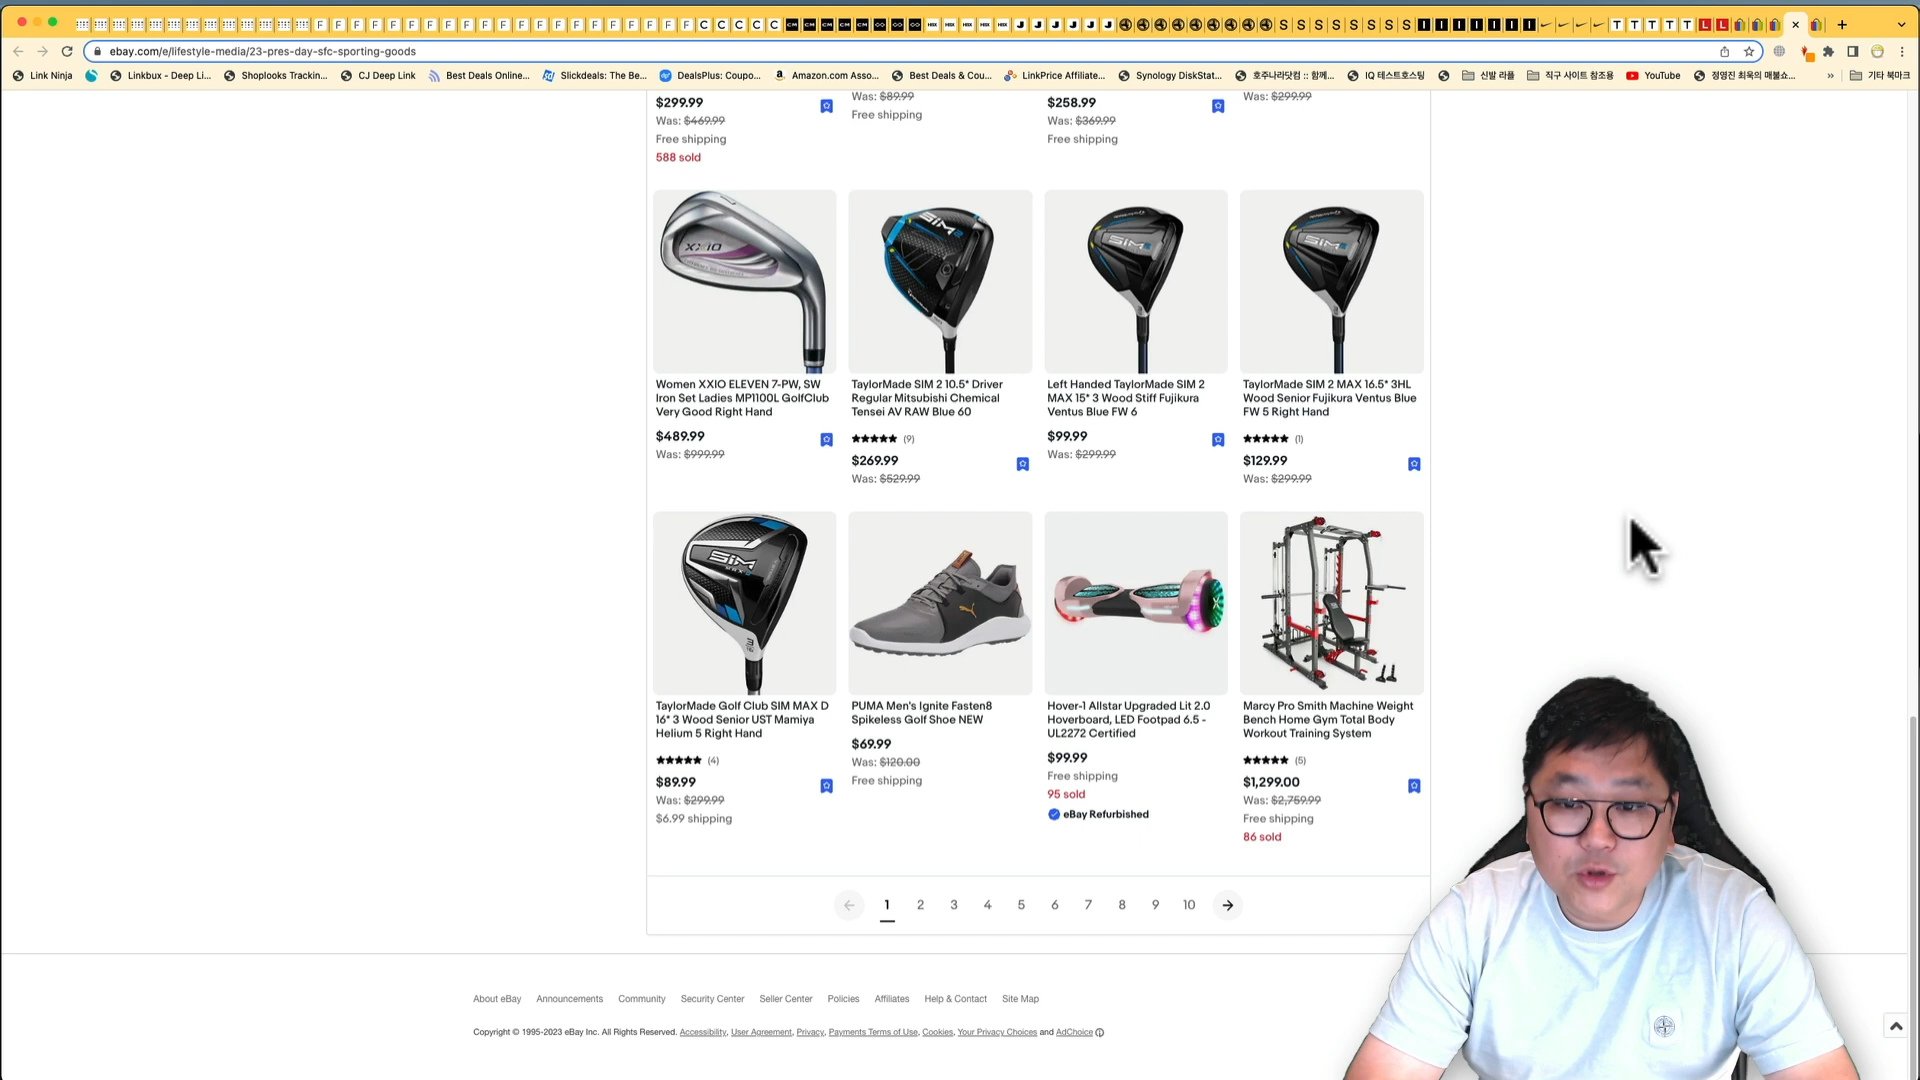 ebay.com/e/lifestyle-media/23-pres-day-sfc-sporting-goods
Link Ninja
Linkbux - Deep Li...
Shoplooks Trackin...
CJ Deep Link
Best Deals Online...
Slickdeals: The Be...
DealsPlus: Coupo...
Amazon.com Asso...
Best Deals & Cou...
LinkPrice Affiliate...
Synology DiskStat...
호주나라닷컴 :: 함께...
IQ 테스트호스팅
신발 라플
직구 사이트 참조용
YouTube
정영진 최욱의 매불쇼...
»
기타 북마크
$299.99
Was: $469.99
Free shipping
588 sold
Was: $89.99
Free shipping
$258.99
Was: $369.99
Free shipping
Was: $299.99
XXIO
SIM2
SIM2
SIM2
Women XXIO ELEVEN 7-PW, SW
Iron Set Ladies MP1100L GolfClub
Very Good Right Hand
$489.99
Was: $999.99
TaylorMade SIM 2 10.5* Driver
Regular Mitsubishi Chemical
Tensei AV RAW Blue 60
(9)
$269.99
Was: $529.99
Left Handed TaylorMade SIM 2
MAX 15* 3 Wood Stiff Fujikura
Ventus Blue FW 6
$99.99
Was: $299.99
TaylorMade SIM 2 MAX 16.5* 3HL
Wood Senior Fujikura Ventus Blue
FW 5 Right Hand
(1)
$129.99
Was: $299.99
SIM
TaylorMade Golf Club SIM MAX D
16* 3 Wood Senior UST Mamiya
Helium 5 Right Hand
(4)
$89.99
Was: $299.99
$6.99 shipping
PUMA Men's Ignite Fasten8
Spikeless Golf Shoe NEW
$69.99
Was: $120.00
Free shipping
Hover-1 Allstar Upgraded Lit 2.0
Hoverboard, LED Footpad 6.5 -
UL2272 Certified
$99.99
Free shipping
95 sold
eBay Refurbished
Marcy Pro Smith Machine Weight
Bench Home Gym Total Body
Workout Training System
(5)
$1,299.00
Was: $2,759.99
Free shipping
86 sold
1 2 3 4 5 6 7 8 9 10
About eBay Announcements Community Security Center Seller Center Policies Affiliates Help & Contact Site Map
Copyright © 1995-2023 eBay Inc. All Rights Reserved. Accessibility, User Agreement, Privacy, Payments Terms of Use, Cookies, Your Privacy Choices and AdChoice